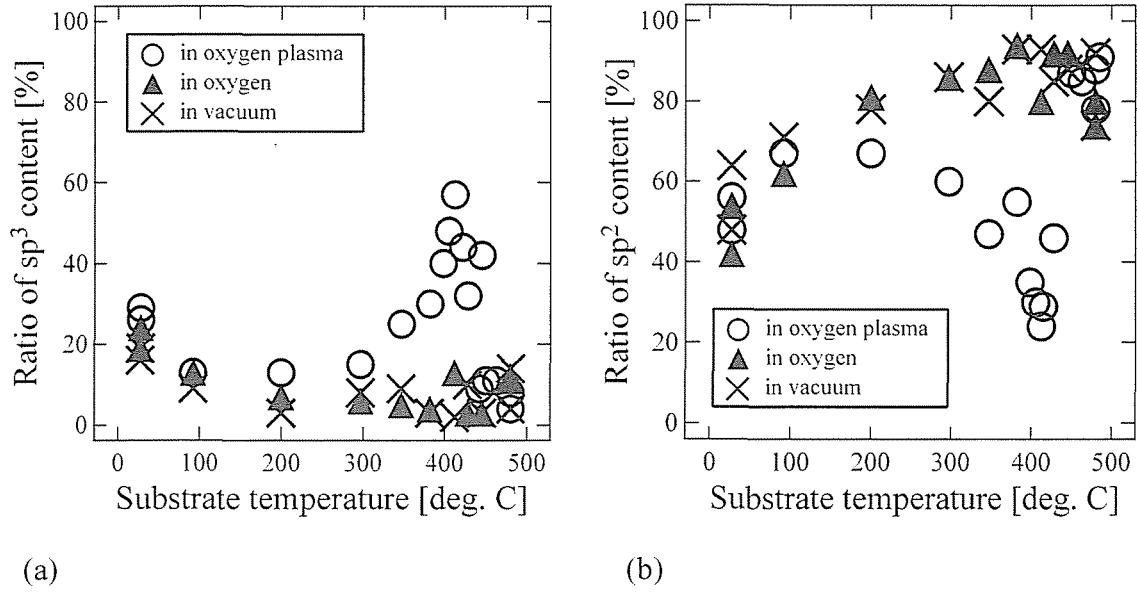 100
80
60
40
20
0
Ratio of sp³ content [%]
in oxygen plasma
in oxygen
in vacuum
0 100 200 300 400 500
Substrate temperature [deg. C]
(a)
100
80
60
40
20
0
Ratio of sp² content [%]
in oxygen plasma
in oxygen
in vacuum
0 100 200 300 400 500
Substrate temperature [deg. C]
(b)